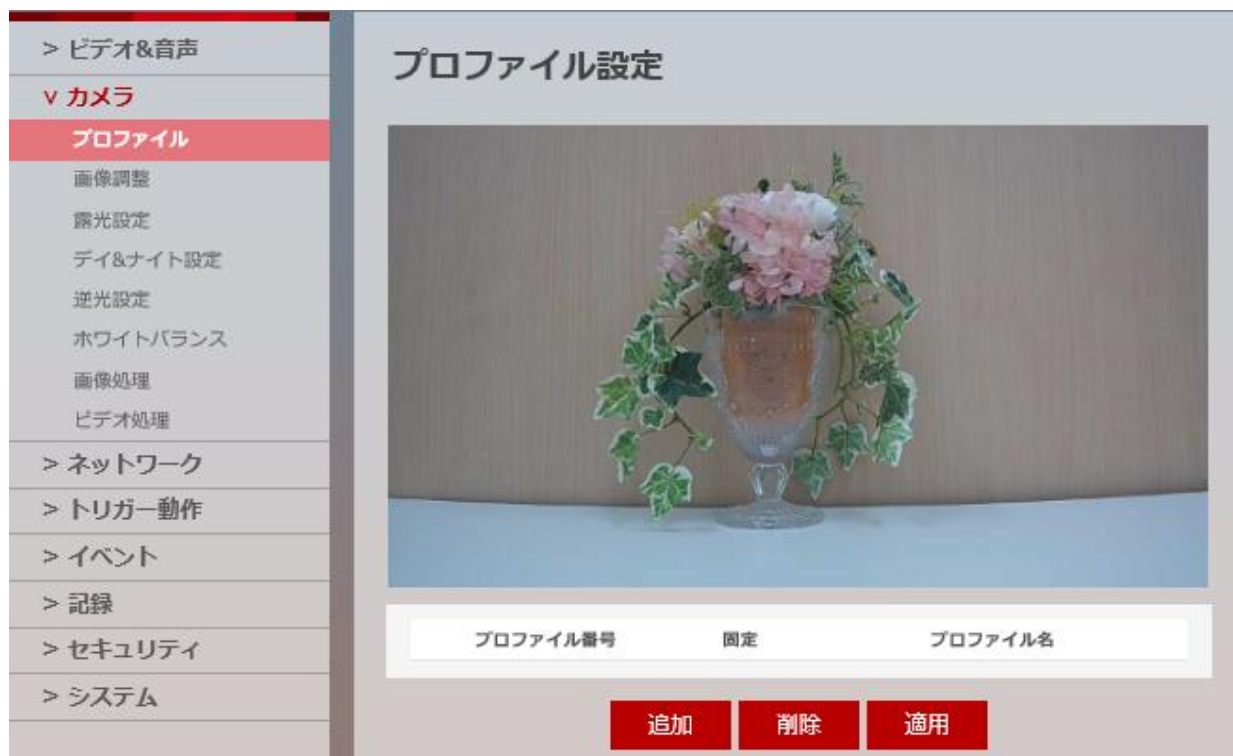 > ビデオ&音声
v カメラ
プロファイル
画像調整
露光設定
デイ&ナイト設定
逆光設定
ホワイトバランス
画像処理
ビデオ処理
> ネットワーク
> トリガー動作
> イベント
> 記録
> セキュリティ
> システム
プロファイル設定
プロファイル番号 固定 プロファイル名
追加 削除 適用